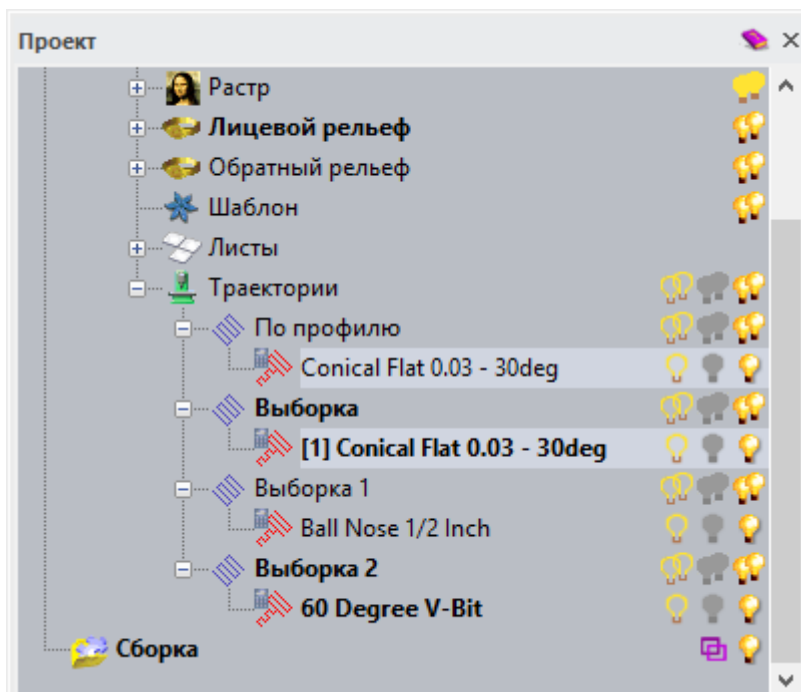 Проект
Растр
Лицевой рельеф
Обратный рельеф
Шаблон
Листы
Траектории
По профилю
Conical Flat 0.03 - 30deg
Выборка
[1] Conical Flat 0.03 - 30deg
Выборка 1
Ball Nose 1/2 Inch
Выборка 2
60 Degree V-Bit
Сборка